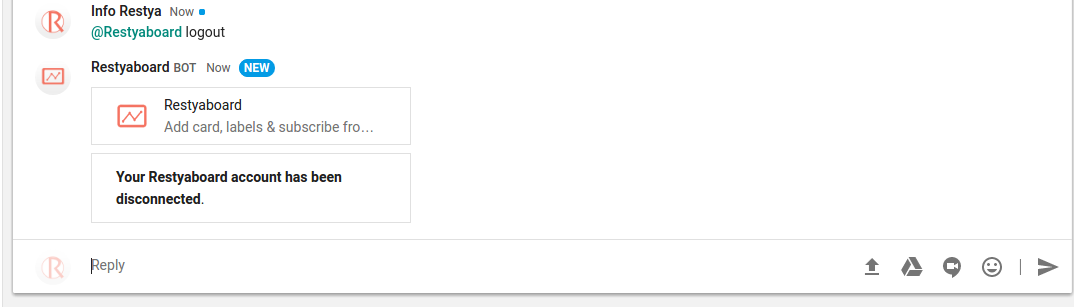 Info Restya Now
@Restyaboard logout
Restyaboard BOT Now NEW
Restyaboard
Add card, labels & subscribe fro...
Your Restyaboard account has been
disconnected.
Reply